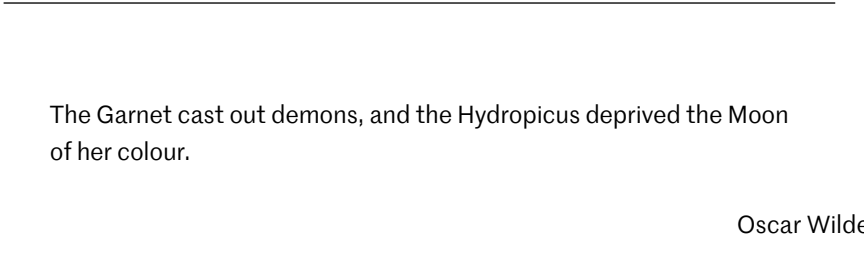 The Garnet cast out demons, and the Hydropicus deprived the Moon
of her colour.
Oscar Wilde